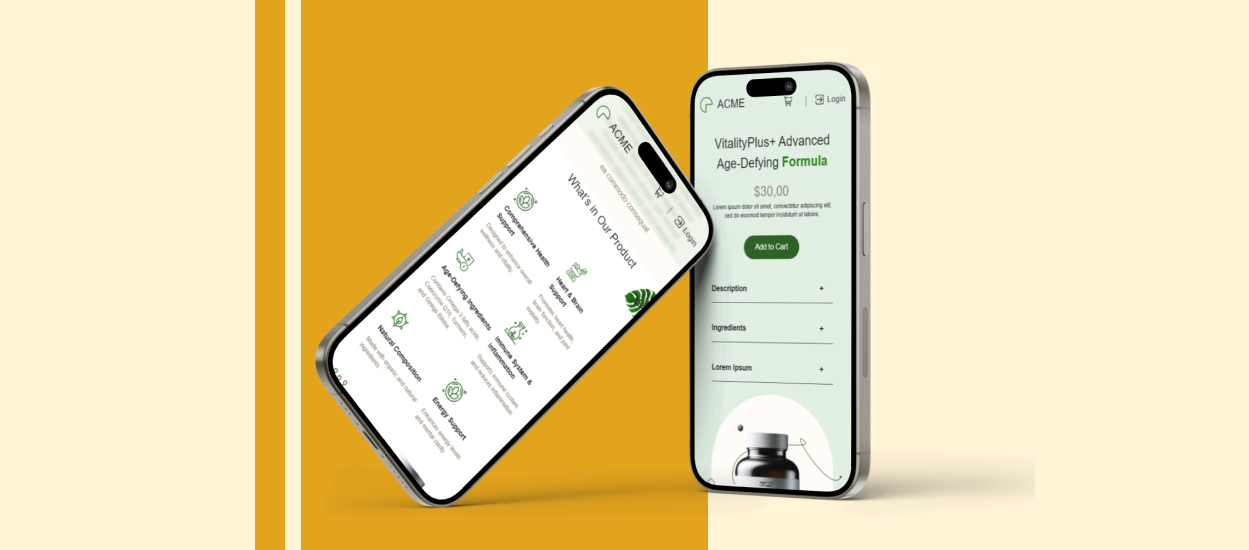 ACME
ea commodo consequat.
Login
What's in Our Product
Comprehensive Health
Support
Designed to enhance overall
wellness and vitality.
Heart & Brain
Support
Promotes heart health,
brain function, and joint
mobility.
Age-Defying Ingredients
Contains Omega-3 fatty acids,
Coenzyme Q10, Turmeric,
and Ginkgo Biloba.
Immune System &
Inflammation
Supports immune system
and reduces inflammation
Natural Composition
Made with organic and natural
ingredients.
Energy Support
Enhances energy levels
and mental clarity.
ACME
| Login
VitalityPlus+ Advanced
Age-Defying Formula
$30,00
Lorem ipsum dolor sit amet, consectetur adipiscing elit,
sed do eiusmod tempor incididunt ut labore.
Add to Cart
Description +
Ingredients +
Lorem Ipsum +